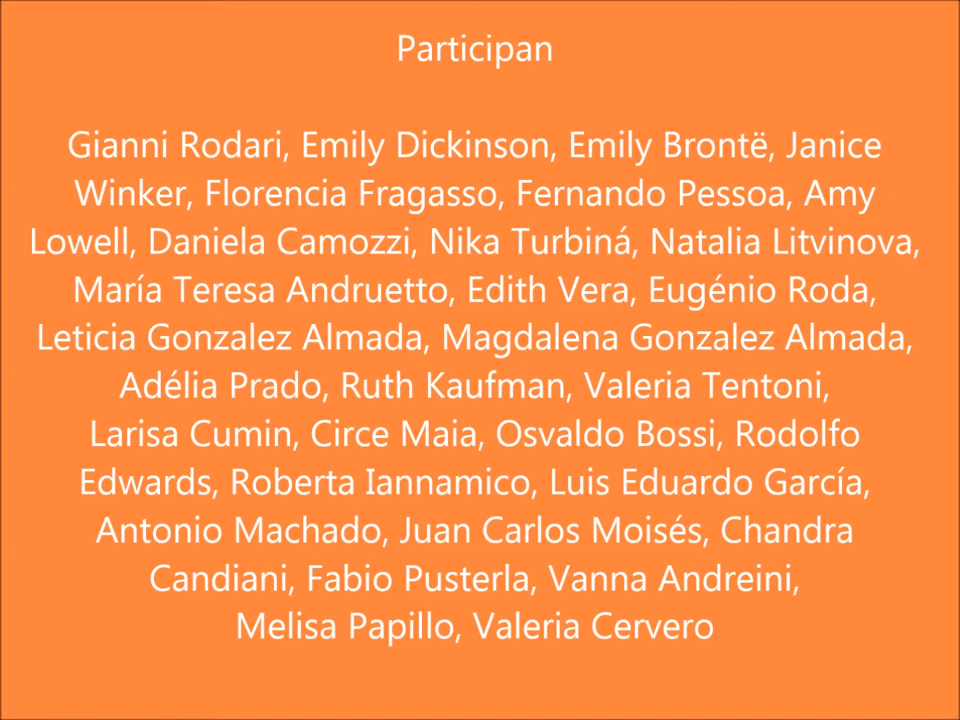 Participan
Gianni Rodari, Emily Dickinson, Emily Brontë, Janice
Winker, Florencia Fragasso, Fernando Pessoa, Amy
Lowell, Daniela Camozzi, Nika Turbiná, Natalia Litvinova,
María Teresa Andruetto, Edith Vera, Eugénio Roda,
Leticia Gonzalez Almada, Magdalena Gonzalez Almada,
Adélia Prado, Ruth Kaufman, Valeria Tentoni,
Larisa Cumin, Circe Maia, Osvaldo Bossi, Rodolfo
Edwards, Roberta Iannamico, Luis Eduardo García,
Antonio Machado, Juan Carlos Moisés, Chandra
Candiani, Fabio Pusterla, Vanna Andreini,
Melisa Papillo, Valeria Cervero